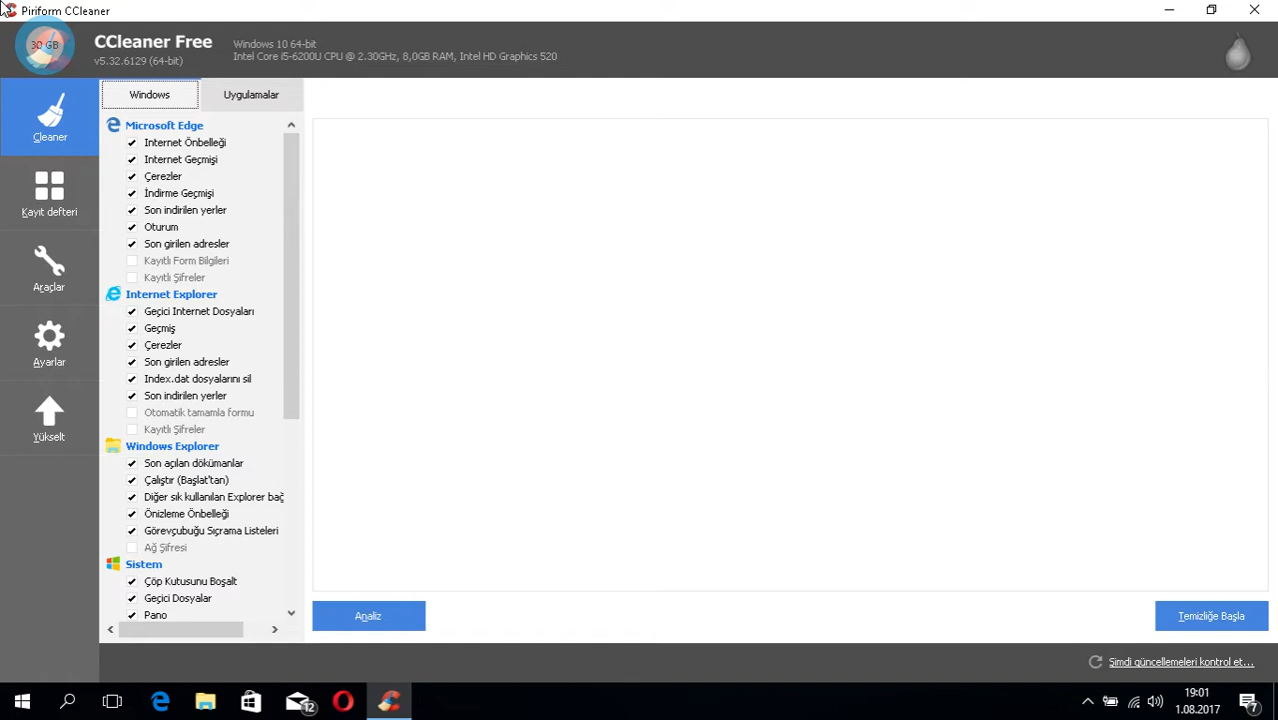 Piriform CCleaner
30 GB
CCleaner Free
v5.32.6129 (64-bit)
Windows 10 64-bit
Intel Core i5-6200U CPU @ 2.30GHz, 8,0GB RAM, Intel HD Graphics 520
Cleaner
Kayıt defteri
Araçlar
Ayarlar
Yükselt
Windows
Uygulamalar
Microsoft Edge
Internet Önbelleği
Internet Geçmişi
Çerezler
İndirme Geçmişi
Son indirilen yerler
Oturum
Son girilen adresler
Kayıtlı Form Bilgileri
Kayıtlı Şifreler
Internet Explorer
Geçici Internet Dosyaları
Geçmiş
Çerezler
Son girilen adresler
Index.dat dosyalarını sil
Son indirilen yerler
Otomatik tamamla formu
Kayıtlı Şifreler
Windows Explorer
Son açılan dökümanlar
Çalıştır (Başlat'tan)
Diğer sık kullanılan Explorer bağ
Önizleme Önbelleği
Görevçubuğu Sıçrama Listeleri
Ağ Şifresi
Sistem
Çöp Kutusunu Boşalt
Geçici Dosyalar
Pano
Analiz
Temizliğe Başla
Şimdi güncellemeleri kontrol et...
12
19:01
1.08.2017
7